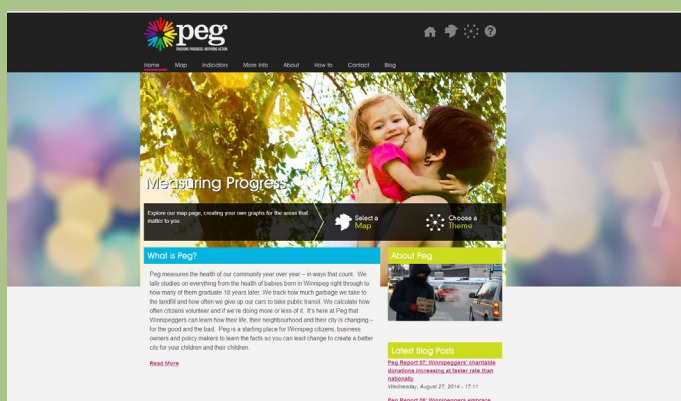 peg
TRACKING PROGRESS. INSPIRING ACTION.
Home Map Indicators More Info About How to Contact Blog
Measuring Progress
Explore our map page, creating your own graphs for the areas that
matter to you.
Select a
Map
Choose a
Theme
What is Peg?
Peg measures the health of our community year over year – in ways that count. We
tally studies on everything from the health of babies born in Winnipeg right through to
how many of them graduate 18 years later. We track how much garbage we take to
the landfill and how often we give up our cars to take public transit. We calculate how
often citizens volunteer and if we're doing more or less of it. It's here at Peg that
Winnipeggers can learn how their life, their neighbourhood and their city is changing –
for the good and the bad. Peg is a starting place for Winnipeg citizens, business
owners and policy makers to learn the facts so you can lead change to create a better
city for your children and their children.
Read More
About Peg
Latest Blog Posts
Peg Report 57: Winnipeggers' charitable
donations increasing at faster rate than
nationally
Wednesday, August 27, 2014 - 17:11
Winnipeggers embrace